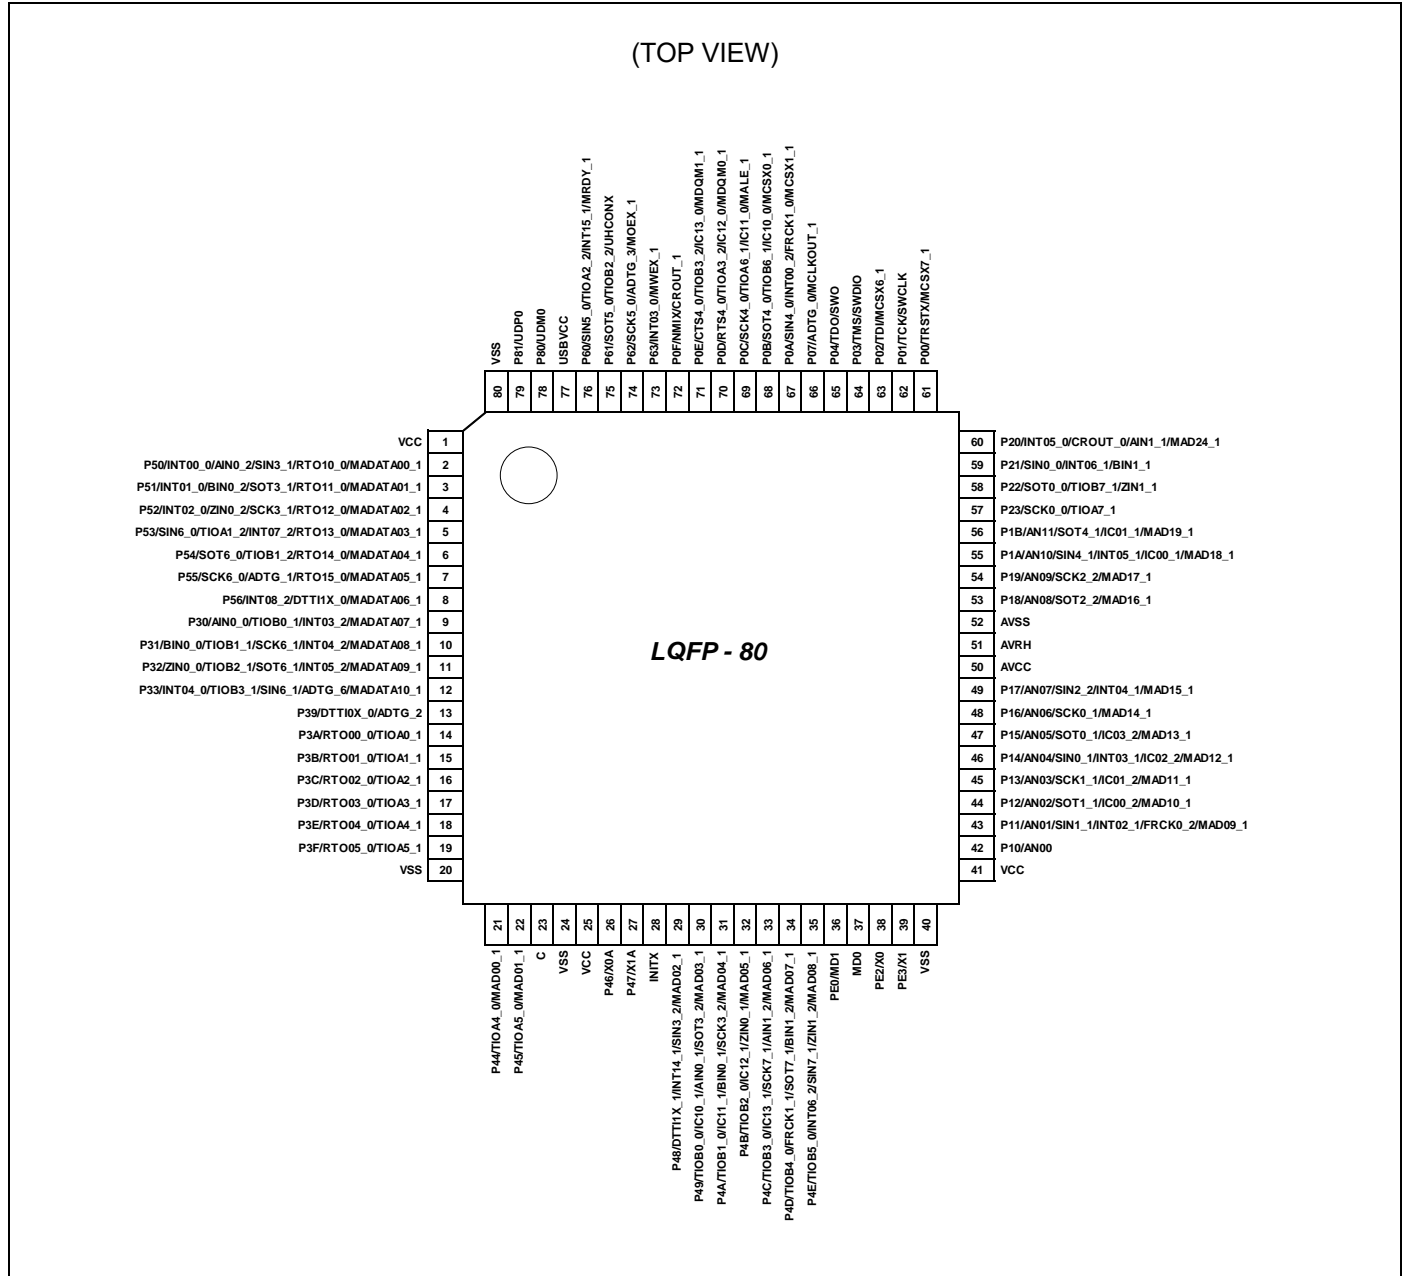 (TOP VIEW)
VSS
P81/UDP0
P80/UDM0
USBVCC
P60/SIN5_0/TIOA2_2/INT15_1/MRDY_1
P61/SOT5_0/TIOB2_2/UHCONX
P62/SCK5_0/ADTG_3/MOEX_1
P63/INT03_0/MWEX_1
P0F/NMIX/CROUT_1
P0E/CTS4_0/TIOB3_2/IC13_0/MDQM1_1
P0D/RTS4_0/TIOA3_2/IC12_0/MDQM0_1
P0C/SCK4_0/TIOA6_1/IC11_0/MALE_1
P0B/SOT4_0/TIOB6_1/IC10_0/MCSX0_1
P0A/SIN4_0/INT00_2/FRCK1_0/MCSX1_1
P07/ADTG_0/MCLKOUT_1
P04/TDO/SWO
P03/TMS/SWDIO
P02/TDI/MCSX6_1
P01/TCK/SWCLK
P00/TRSTX/MCSX7_1
80 79 78 77 76 75 74 73 72 71 70 69 68 67 66 65 64 63 62 61
VCC 1
P50/INT00_0/AIN0_2/SIN3_1/RTO10_0/MADATA00_1 2
P51/INT01_0/BIN0_2/SOT3_1/RTO11_0/MADATA01_1 3
P52/INT02_0/ZIN0_2/SCK3_1/RTO12_0/MADATA02_1 4
P53/SIN6_0/TIOA1_2/INT07_2/RTO13_0/MADATA03_1 5
P54/SOT6_0/TIOB1_2/RTO14_0/MADATA04_1 6
P55/SCK6_0/ADTG_1/RTO15_0/MADATA05_1 7
P56/INT08_2/DTTI1X_0/MADATA06_1 8
P30/AIN0_0/TIOB0_1/INT03_2/MADATA07_1 9
P31/BIN0_0/TIOB1_1/SCK6_1/INT04_2/MADATA08_1 10
P32/ZIN0_0/TIOB2_1/SOT6_1/INT05_2/MADATA09_1 11
P33/INT04_0/TIOB3_1/SIN6_1/ADTG_6/MADATA10_1 12
P39/DTTI0X_0/ADTG_2 13
P3A/RTO00_0/TIOA0_1 14
P3B/RTO01_0/TIOA1_1 15
P3C/RTO02_0/TIOA2_1 16
P3D/RTO03_0/TIOA3_1 17
P3E/RTO04_0/TIOA4_1 18
P3F/RTO05_0/TIOA5_1 19
VSS 20
LQFP - 80
60 P20/INT05_0/CROUT_0/AIN1_1/MAD24_1
59 P21/SIN0_0/INT06_1/BIN1_1
58 P22/SOT0_0/TIOB7_1/ZIN1_1
57 P23/SCK0_0/TIOA7_1
56 P1B/AN11/SOT4_1/IC01_1/MAD19_1
55 P1A/AN10/SIN4_1/INT05_1/IC00_1/MAD18_1
54 P19/AN09/SCK2_2/MAD17_1
53 P18/AN08/SOT2_2/MAD16_1
52 AVSS
51 AVRH
50 AVCC
49 P17/AN07/SIN2_2/INT04_1/MAD15_1
48 P16/AN06/SCK0_1/MAD14_1
47 P15/AN05/SOT0_1/IC03_2/MAD13_1
46 P14/AN04/SIN0_1/INT03_1/IC02_2/MAD12_1
45 P13/AN03/SCK1_1/IC01_2/MAD11_1
44 P12/AN02/SOT1_1/IC00_2/MAD10_1
43 P11/AN01/SIN1_1/INT02_1/FRCK0_2/MAD09_1
42 P10/AN00
41 VCC
21 22 23 24 25 26 27 28 29 30 31 32 33 34 35 36 37 38 39 40
P44/TIOA4_0/MAD00_1
P45/TIOA5_0/MAD01_1
C
VSS
VCC
P46/X0A
P47/X1A
INITX
P48/DTTI1X_1/INT14_1/SIN3_2/MAD02_1
P49/TIOB0_0/IC10_1/AIN0_1/SOT3_2/MAD03_1
P4A/TIOB1_0/IC11_1/BIN0_1/SCK3_2/MAD04_1
P4B/TIOB2_0/IC12_1/ZIN0_1/MAD05_1
P4C/TIOB3_0/IC13_1/SCK7_1/AIN1_2/MAD06_1
P4D/TIOB4_0/FRCK1_1/SOT7_1/BIN1_2/MAD07_1
P4E/TIOB5_0/INT06_2/SIN7_1/ZIN1_2/MAD08_1
PE0/MD1
MD0
PE2/X0
PE3/X1
VSS